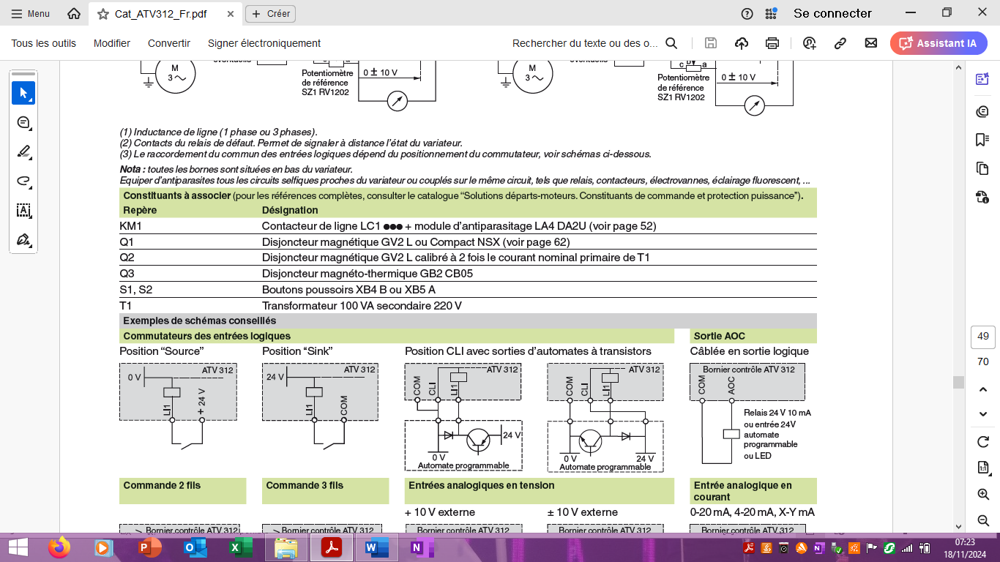 Menu
Cat_ATV312_Fr.pdf
Créer
Se connecter
Tous les outils
Modifier
Convertir
Signer électroniquement
Rechercher du texte ou des o...
Assistant IA
M
3
Potentiomètre
de référence
SZ1 RV1202
0 ± 10 V
M
3
c b a
Potentiomètre
de référence
SZ1 RV1202
0 ± 10 V
(1) Inductance de ligne (1 phase ou 3 phases).
(2) Contacts du relais de défaut. Permet de signaler à distance l'état du variateur.
(3) Le raccordement du commun des entrées logiques dépend du positionnement du commutateur, voir schémas ci-dessous.
Nota : toutes les bornes sont situées en bas du variateur.
Equiper d'antiparasites tous les circuits selfiques proches du variateur ou couplés sur le même circuit, tels que relais, contacteurs, électrovannes, éclairage fluorescent, ...
Constituants à associer (pour les références complètes, consulter le catalogue “Solutions départs-moteurs. Constituants de commande et protection puissance”).
Repère Désignation
KM1 Contacteur de ligne LC1 ●●● + module d'antiparasitage LA4 DA2U (voir page 52)
Q1 Disjoncteur magnétique GV2 L ou Compact NSX (voir page 62)
Q2 Disjoncteur magnétique GV2 L calibré à 2 fois le courant nominal primaire de T1
Q3 Disjoncteur magnéto-thermique GB2 CB05
S1, S2 Boutons poussoirs XB4 B ou XB5 A
T1 Transformateur 100 VA secondaire 220 V
Exemples de schémas conseillés
Commutateurs des entrées logiques
Sortie AOC
Position “Source”
Position “Sink”
Position CLI avec sorties d'automates à transistors
Câblée en sortie logique
ATV 312
0 V
LI1
+ 24 V
ATV 312
24 V
LI1
COM
ATV 312
COM
CLI
LI1
24 V
0 V
Automate programmable
ATV 312
COM
CLI
LI1
0 V
24 V
Automate programmable
Bornier contrôle ATV 312
COM
AOC
Relais 24 V 10 mA
ou entrée 24V
automate
programmable
ou LED
Commande 2 fils
Commande 3 fils
Entrées analogiques en tension
Entrée analogique en
courant
+ 10 V externe
± 10 V externe
0-20 mA, 4-20 mA, X-Y mA
Bornier contrôle ATV 312
Bornier contrôle ATV 312
Bornier contrôle ATV 312
Bornier contrôle ATV 312
Bornier contrôle ATV 312
49
70
07:23
18/11/2024